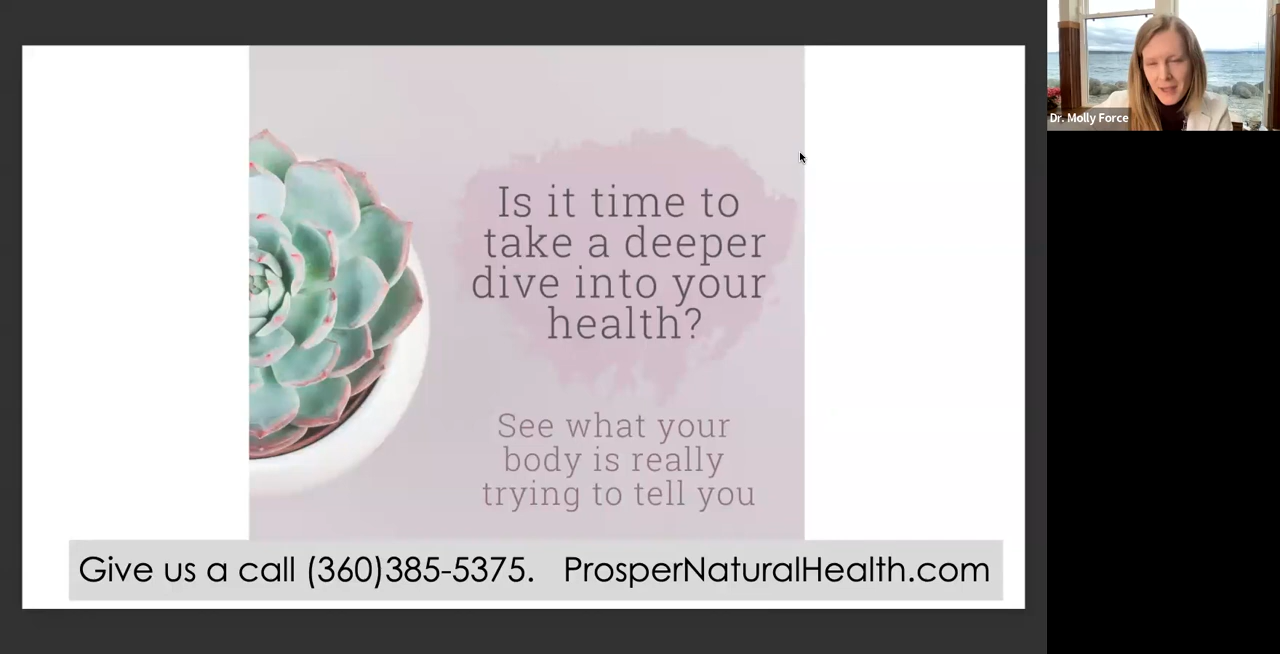 Is it time to
take a deeper
dive into your
health?
See what your
body is really
trying to tell you
Give us a call (360)385-5375. ProsperNaturalHealth.com
Dr. Molly Force